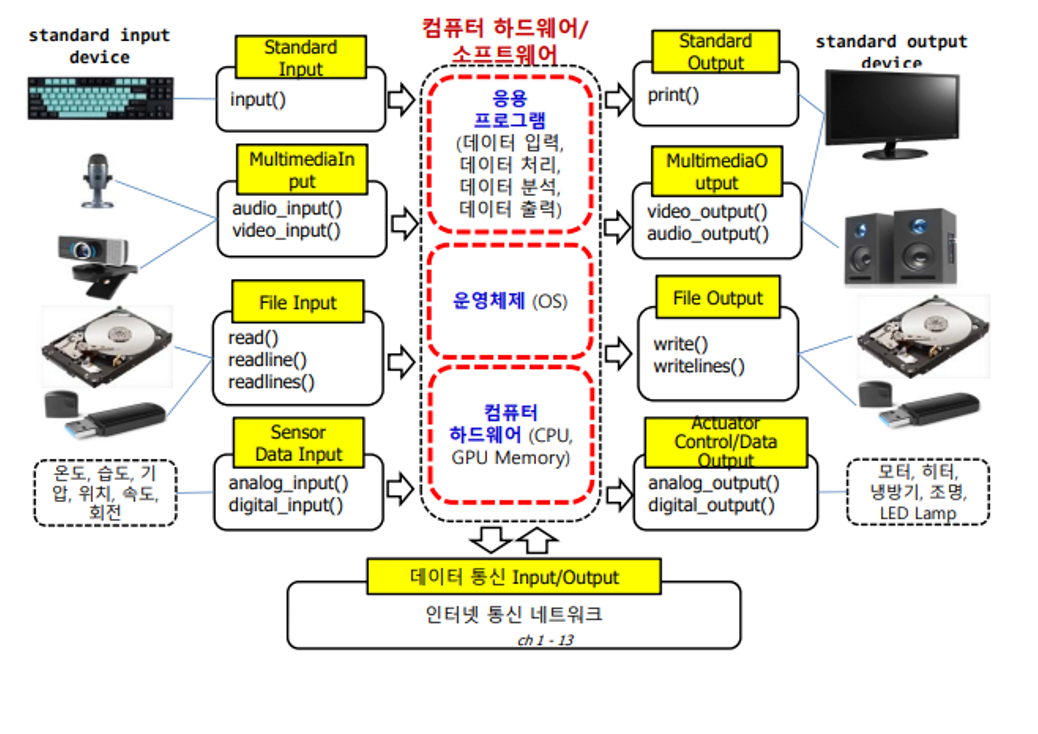 standard input
device
Standard
Input
input()
MultimediaIn
put
audio_input()
video_input()
File Input
read()
readline()
readlines()
Sensor
Data Input
analog_input()
digital_input()
온도, 습도, 기
압, 위치, 속도,
회전
컴퓨터 하드웨어/
소프트웨어
응용
프로그램
(데이터 입력,
데이터 처리,
데이터 분석,
데이터 출력)
운영체제 (OS)
컴퓨터
하드웨어 (CPU,
GPU Memory)
Standard
Output
print()
MultimediaO
utput
video_output()
audio_output()
File Output
write()
writelines()
Actuator
Control/Data
Output
analog_output()
digital_output()
standard output
device
모터, 히터,
냉방기, 조명,
LED Lamp
데이터 통신 Input/Output
인터넷 통신 네트워크
ch 1 - 13